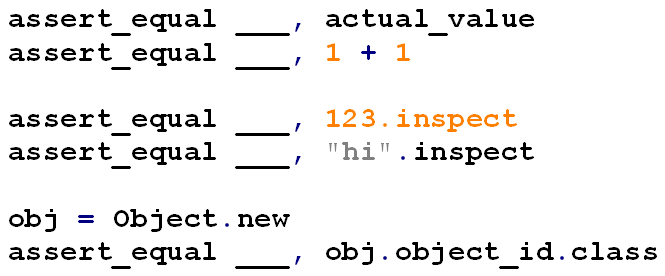 assert_equal ___, actual_value
assert_equal ___, 1 + 1
assert_equal ___, 123.inspect
assert_equal ___, "hi".inspect
obj = Object.new
assert_equal ___, obj.object_id.class